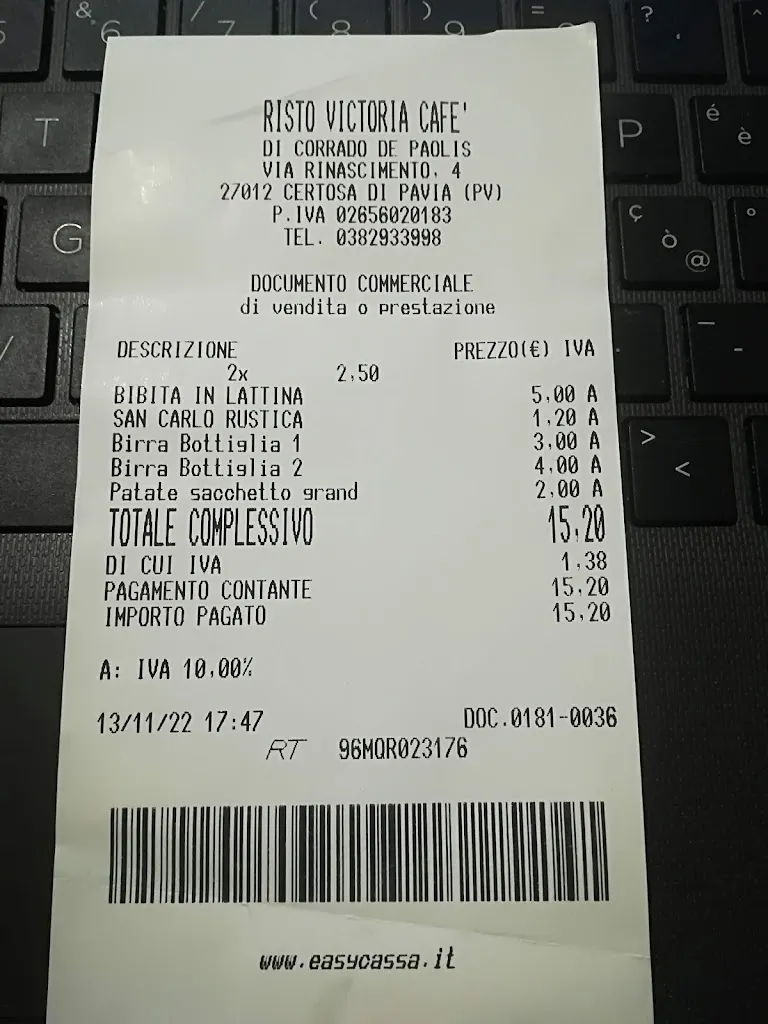 RISTO VICTORIA CAFE'
DI CORRADO DE PAOLIS
VIA RINASCIMENTO, 4
27012 CERTOSA DI PAVIA (PV)
P.IVA 02656020183
TEL. 0382933998
DOCUMENTO COMMERCIALE
di vendita o prestazione
DESCRIZIONE PREZZO(€) IVA
2x 2,50
BIBITA IN LATTINA 5,00 A
SAN CARLO RUSTICA 1,20 A
Birra Bottiglia 1 3,00 A
Birra Bottiglia 2 4,00 A
Patate sacchetto grand 2,00 A
TOTALE COMPLESSIVO 15,20
DI CUI IVA 1,38
PAGAMENTO CONTANTE 15,20
IMPORTO PAGATO 15,20
A: IVA 10,00%
13/11/22 17:47 DOC.0181-0036
RT 96MQR023176
www.easycassa.it
& 6 / 7 ( 8 ) 9 = ?
T P é è
G ç ò @ °
> <